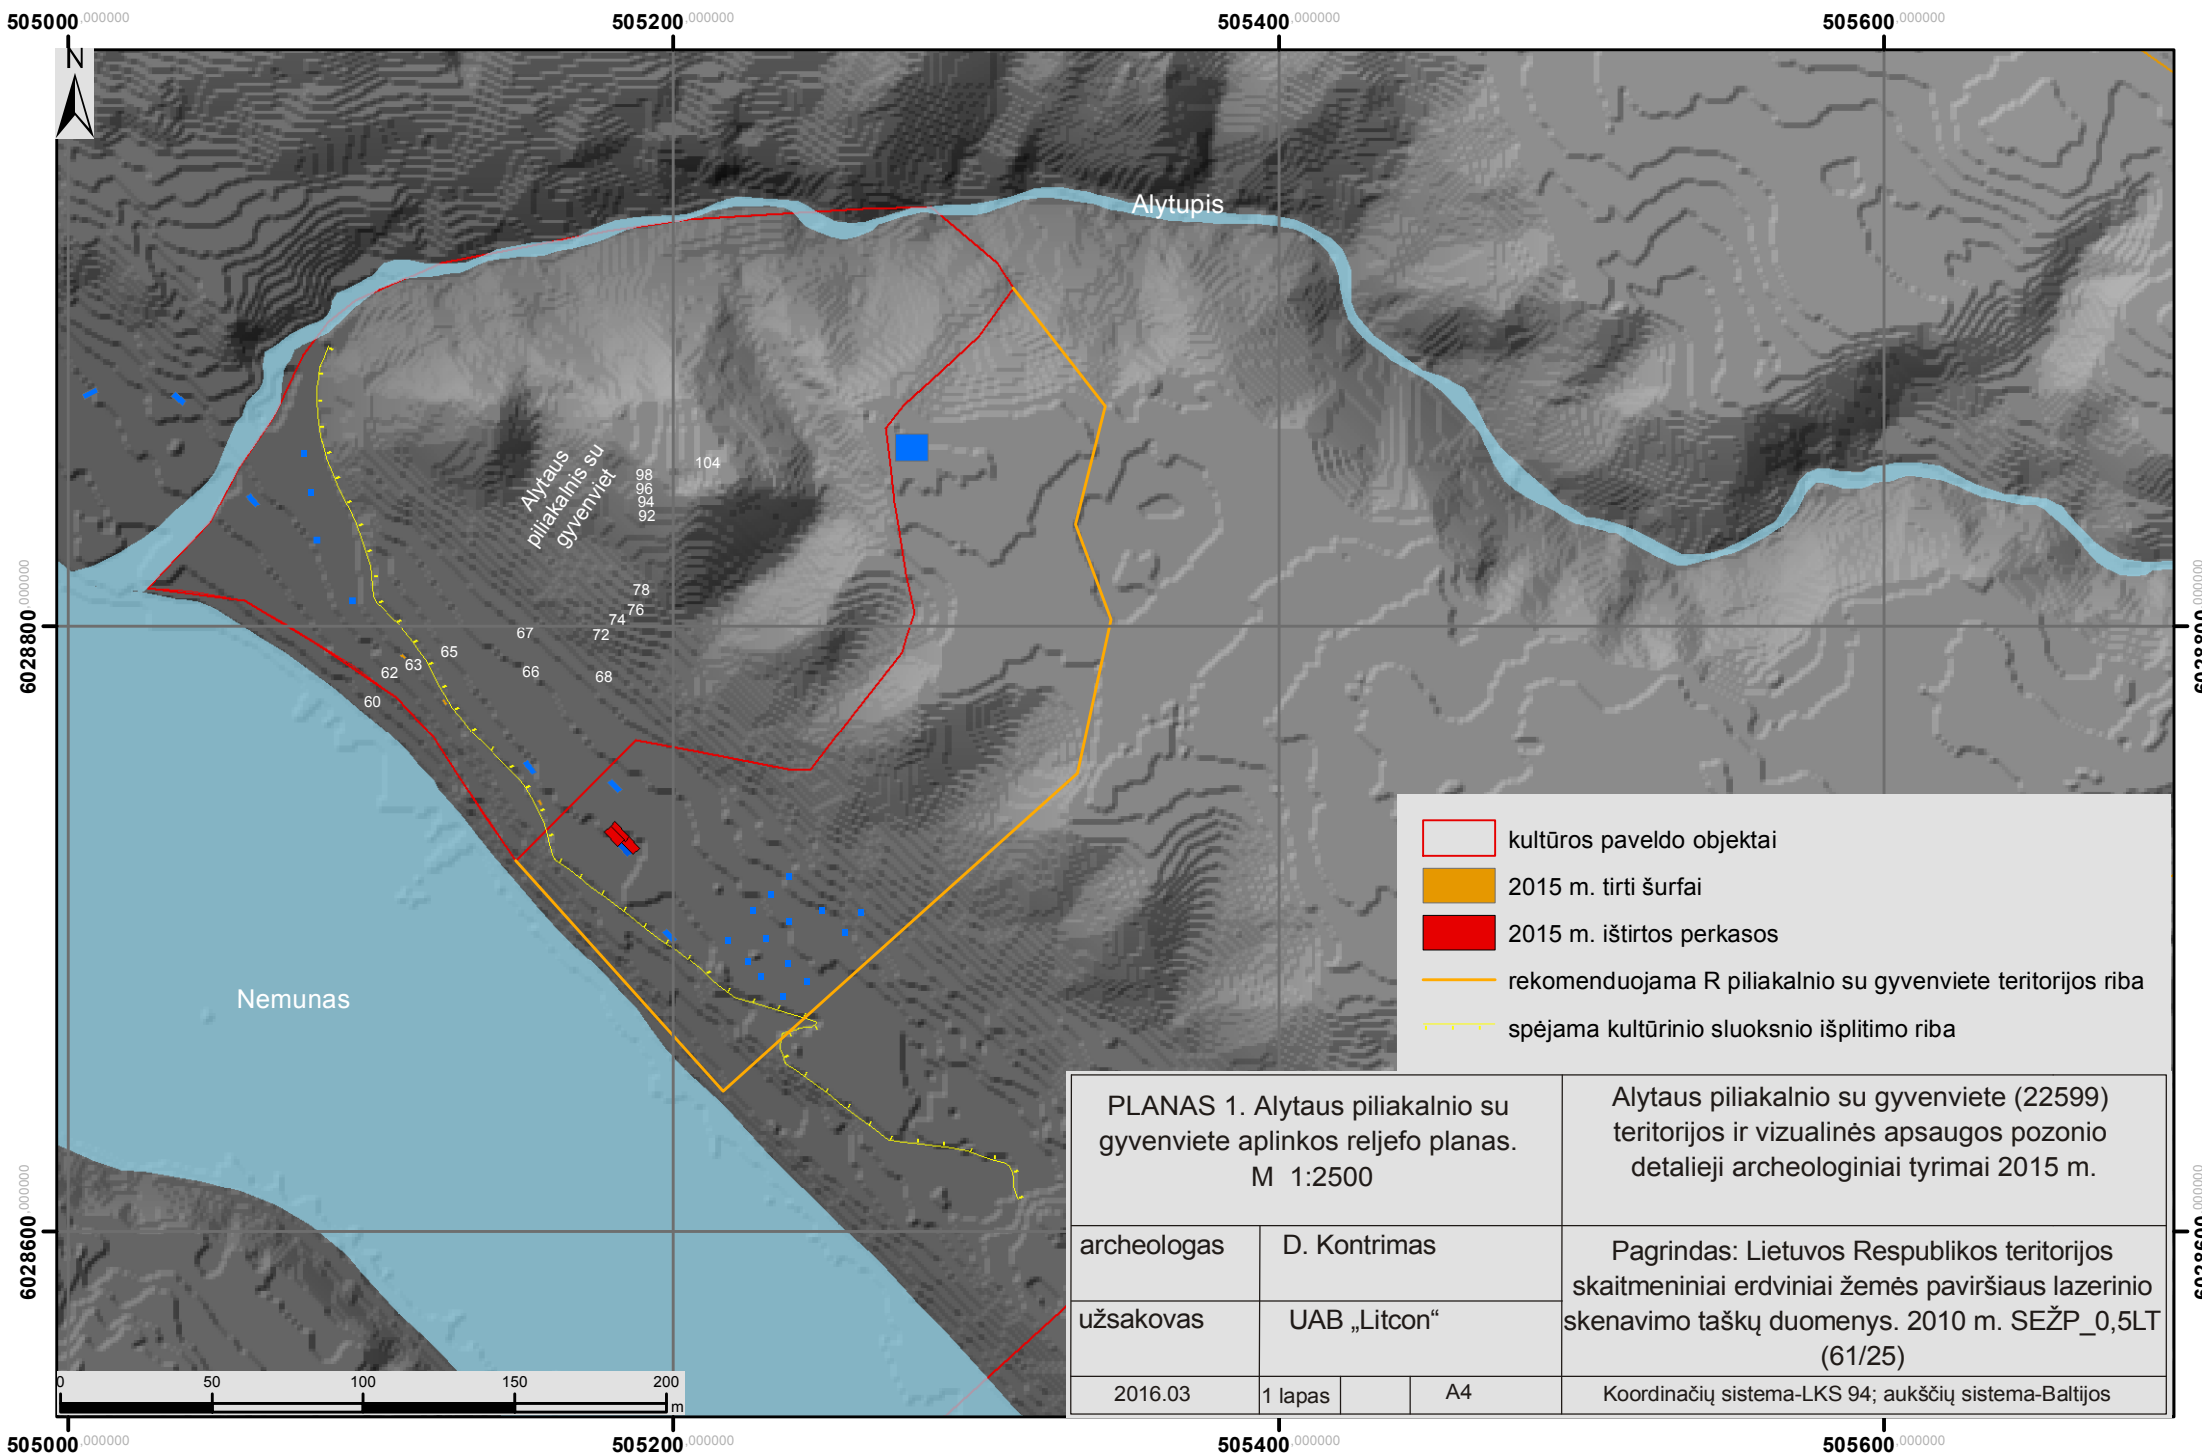 505000,000000
505200,000000
505400,000000
505600,000000
N
Alytupis
Alytaus
piliakalnis su
gyvenviet
104
98
96
94
92
78
76
74
72
67
66
68
65
63
62
60
6028800,000000
6028800,000000
Nemunas
kultūros paveldo objektai
2015 m. tirti šurfai
2015 m. ištirtos perkasos
rekomenduojama R piliakalnio su gyvenviete teritorijos riba
spėjama kultūrinio sluoksnio išplitimo riba
PLANAS 1. Alytaus piliakalnio su
gyvenviete aplinkos reljefo planas.
M 1:2500
Alytaus piliakalnio su gyvenviete (22599)
teritorijos ir vizualinės apsaugos pozonio
detalieji archeologiniai tyrimai 2015 m.
archeologas
D. Kontrimas
užsakovas
UAB „Litcon“
Pagrindas: Lietuvos Respublikos teritorijos
skaitmeniniai erdviniai žemės paviršiaus lazerinio
skenavimo taškų duomenys. 2010 m. SEŽP_0,5LT
(61/25)
2016.03
1 lapas
A4
Koordinačių sistema-LKS 94; aukščių sistema-Baltijos
6028600,000000
6028600,000000
0
50
100
150
200
m
505000,000000
505200,000000
505400,000000
505600,000000